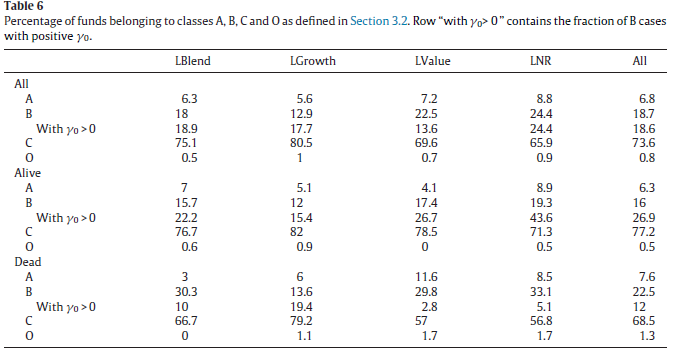 Table 6
Percentage of funds belonging to classes A, B, C and O as defined in Section 3.2. Row “with γ₀> 0” contains the fraction of B cases
with positive γ₀.
LBlend LGrowth LValue LNR All
All
A 6.3 5.6 7.2 8.8 6.8
B 18 12.9 22.5 24.4 18.7
With γ₀>0 18.9 17.7 13.6 24.4 18.6
C 75.1 80.5 69.6 65.9 73.6
O 0.5 1 0.7 0.9 0.8
Alive
A 7 5.1 4.1 8.9 6.3
B 15.7 12 17.4 19.3 16
With γ₀>0 22.2 15.4 26.7 43.6 26.9
C 76.7 82 78.5 71.3 77.2
O 0.6 0.9 0 0.5 0.5
Dead
A 3 6 11.6 8.5 7.6
B 30.3 13.6 29.8 33.1 22.5
With γ₀>0 10 19.4 2.8 5.1 12
C 66.7 79.2 57 56.8 68.5
O 0 1.1 1.7 1.7 1.3